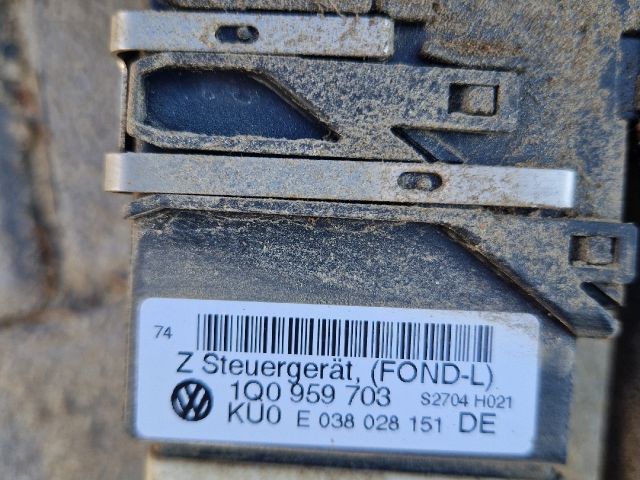 74
Z Steuergerät, (FOND-L)
1Q0 959 703 S2704 H021
KU0 E 038 028 151 DE